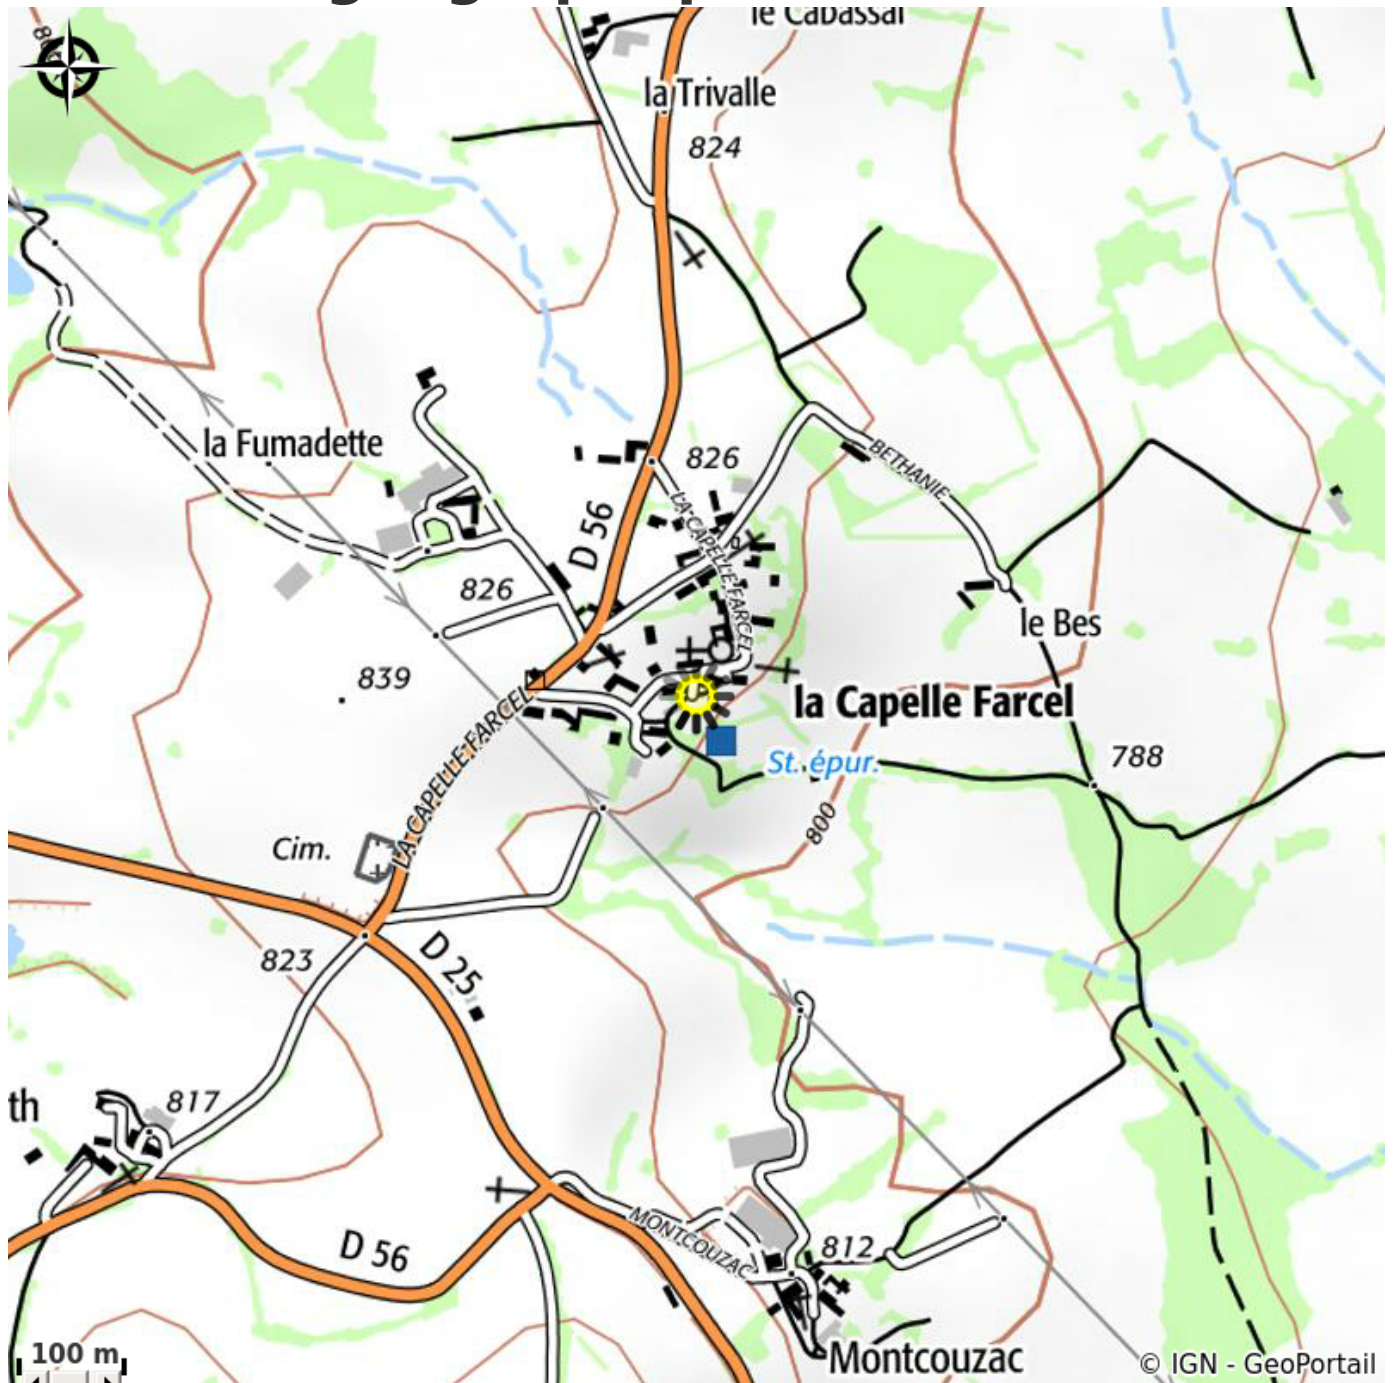 le Cabassal
la Trivalle
824
la Fumadette
826
BETHANIE
D 56
LA CAPELLE FARCEL
826
le Bes
839
la Capelle Farcel
LA CAPELLE FARCEL
788
St. épur.
800
Cim.
D 25
823
817
th
MONTCOUZAC
812
D 56
Montcouzac
100 m
© IGN - GeoPortail